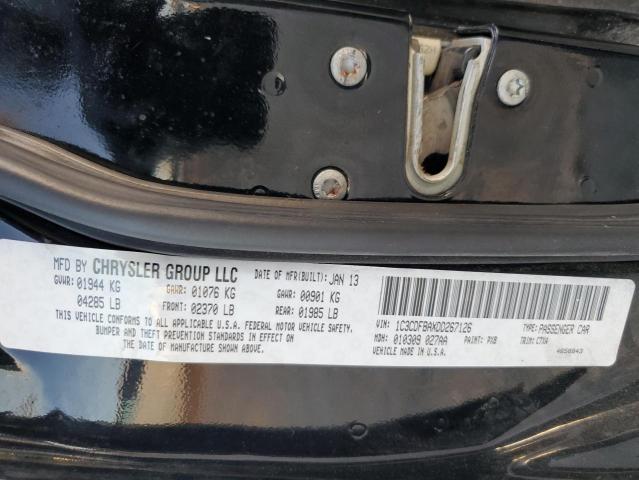 MFD BY CHRYSLER GROUP LLC DATE OF MFR(BUILT): JAN 13
GVWR: 01944 KG GAWR: 01076 KG GAWR: 00901 KG
04285 LB FRONT: 02370 LB REAR: 01985 LB
THIS VEHICLE CONFORMS TO ALL APPLICABLE U.S.A. FEDERAL MOTOR VEHICLE SAFETY,
BUMPER AND THEFT PREVENTION STANDARDS IN EFFECT ON
THE DATE OF MANUFACTURE SHOWN ABOVE.
VIN: 1C3CDFBAXDD267126 TYPE: PASSENGER CAR
MDH: 010309 027AA PAINT: PXB TRIM: C7X4
VEHICLE MADE IN U.S.A.